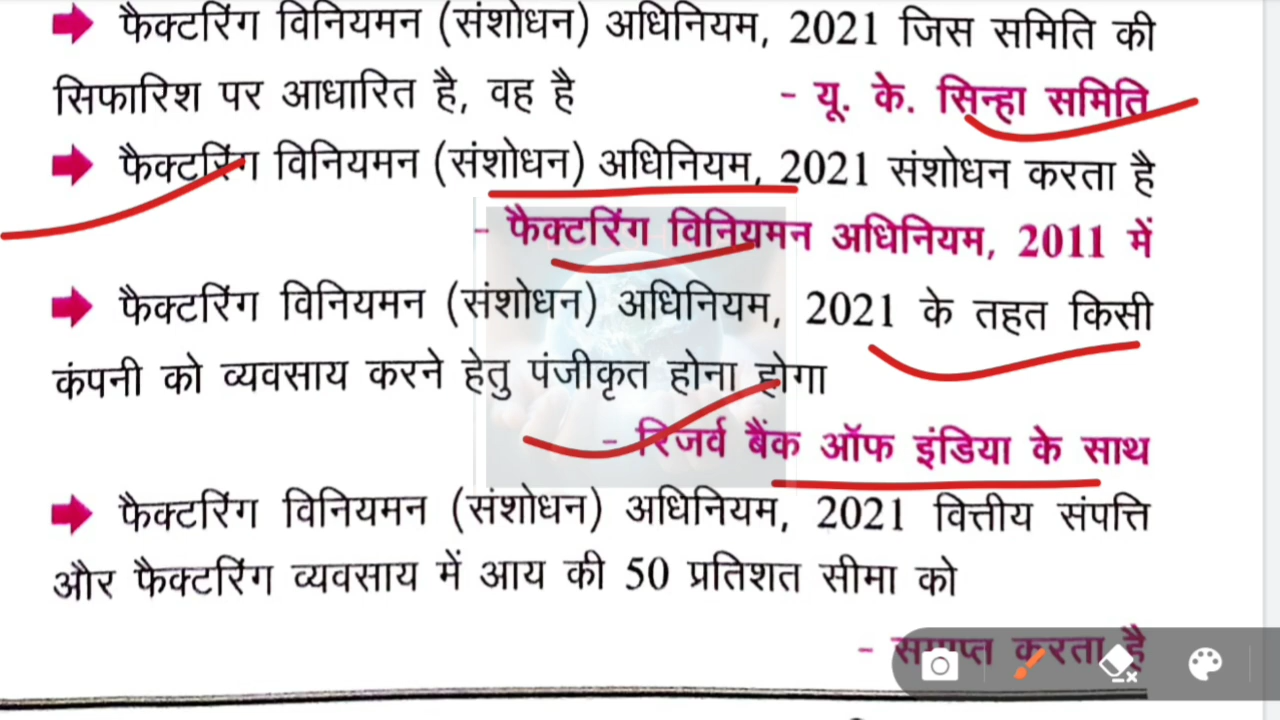 फैक्टरिंग विनियमन (संशोधन) अधिनियम, 2021 जिस समिति की
सिफारिश पर आधारित है, वह है - यू. के. सिन्हा समिति
फैक्टरिंग विनियमन (संशोधन) अधिनियम, 2021 संशोधन करता है
- फैक्टरिंग विनियमन अधिनियम, 2011 में
फैक्टरिंग विनियमन (संशोधन) अधिनियम, 2021 के तहत किसी
कंपनी को व्यवसाय करने हेतु पंजीकृत होना होगा
- रिजर्व बैंक ऑफ इंडिया के साथ
फैक्टरिंग विनियमन (संशोधन) अधिनियम, 2021 वित्तीय संपत्ति
और फैक्टरिंग व्यवसाय में आय की 50 प्रतिशत सीमा को
- समाप्त करता है